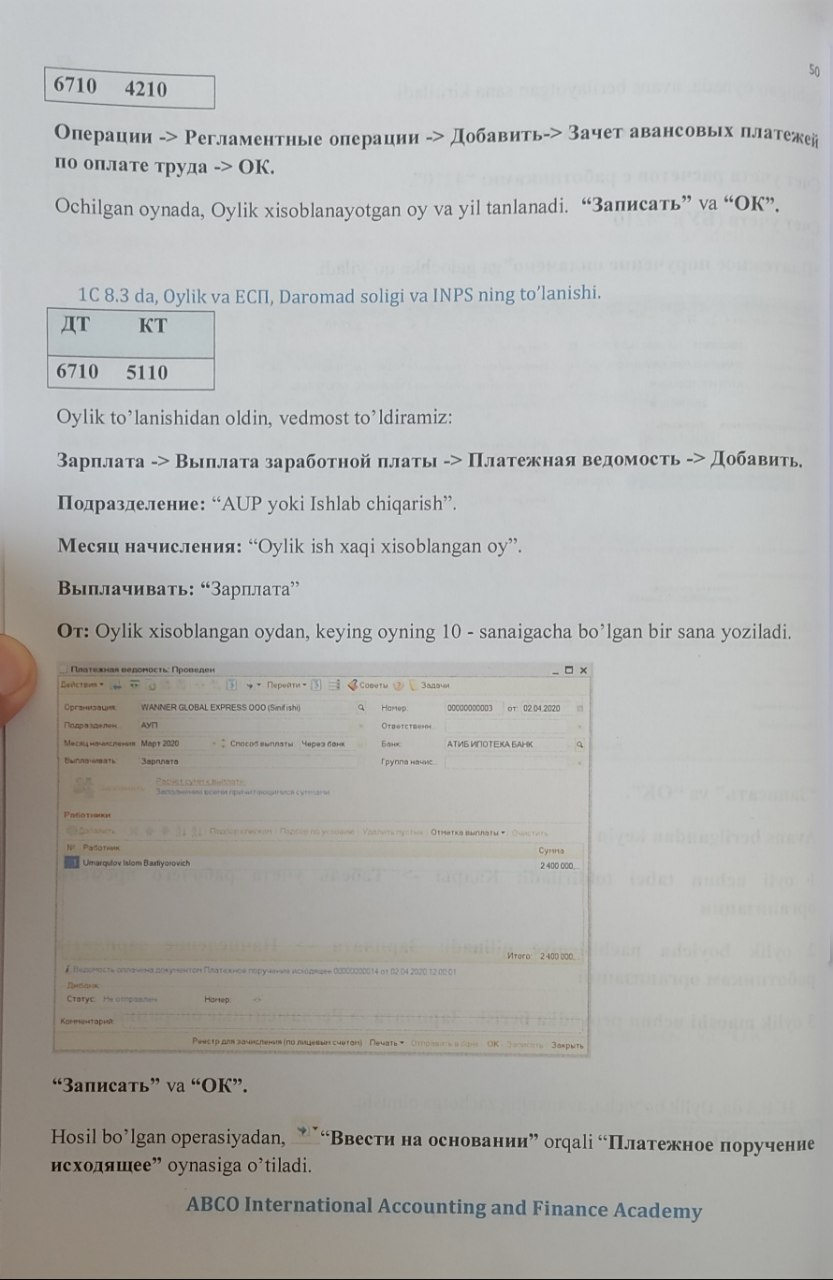 50
6710 4210
Операции -> Регламентные операции -> Добавить-> Зачет авансовых платежей
по оплате труда -> ОК.
Ochilgan oynada, Oylik xisoblanayotgan oy va yil tanlanadi. “Записать” va “ОК”.
1C 8.3 da, Oylik va ЕСП, Daromad soligi va INPS ning to’lanishi.
ДТ КТ
6710 5110
Oylik to’lanishidan oldin, vedmost to’ldiramiz:
Зарплата -> Выплата заработной платы -> Платежная ведомость -> Добавить.
Подразделение: “AUP yoki Ishlab chiqarish”.
Месяц начисления: “Oylik ish xaqi xisoblangan oy”.
Выплачивать: “Зарплата”
От: Oylik xisoblangan oydan, keying oyning 10 - sanaigacha bo’lgan bir sana yoziladi.
Платежная ведомость: Проведен
Действия Перейти Советы Задачи
Организация: WANNER GLOBAL EXPRESS ООО (Sinf ishi) Номер: 00000000003 от: 02.04.2020
Подразделен.. АУП Ответственн..
Месяц начисления: Март 2020 Способ выплаты: Через банк Банк: АТИБ ИПОТЕКА БАНК
Выплачивать: Зарплата Группа начис..
Расчет сумм к выплате
Заполнение всеми причитающимися суммами
Работники
Добавить Подбор списком Подбор по условию Удалить пустые Отметка выплаты Очистить
№ Работник Сумма
1 Umarqulov Islom Baxtiyorovich 2 400 000...
Итого: 2 400 000...
Ведомость оплачена документом Платежное поручение исходящее 00000000014 от 02.04.2020 12:00:01
Статус: Не отправлен Номер: <>
Комментарий:
Реестр для зачисления (по лицевым счетам) Печать Отправить в банк ОК Записать Закрыть
“Записать” va “ОК”.
Hosil bo’lgan operasiyadan, “Ввести на основании” orqali “Платежное поручение
исходящее” oynasiga o’tiladi.
ABCO International Accounting and Finance Academy